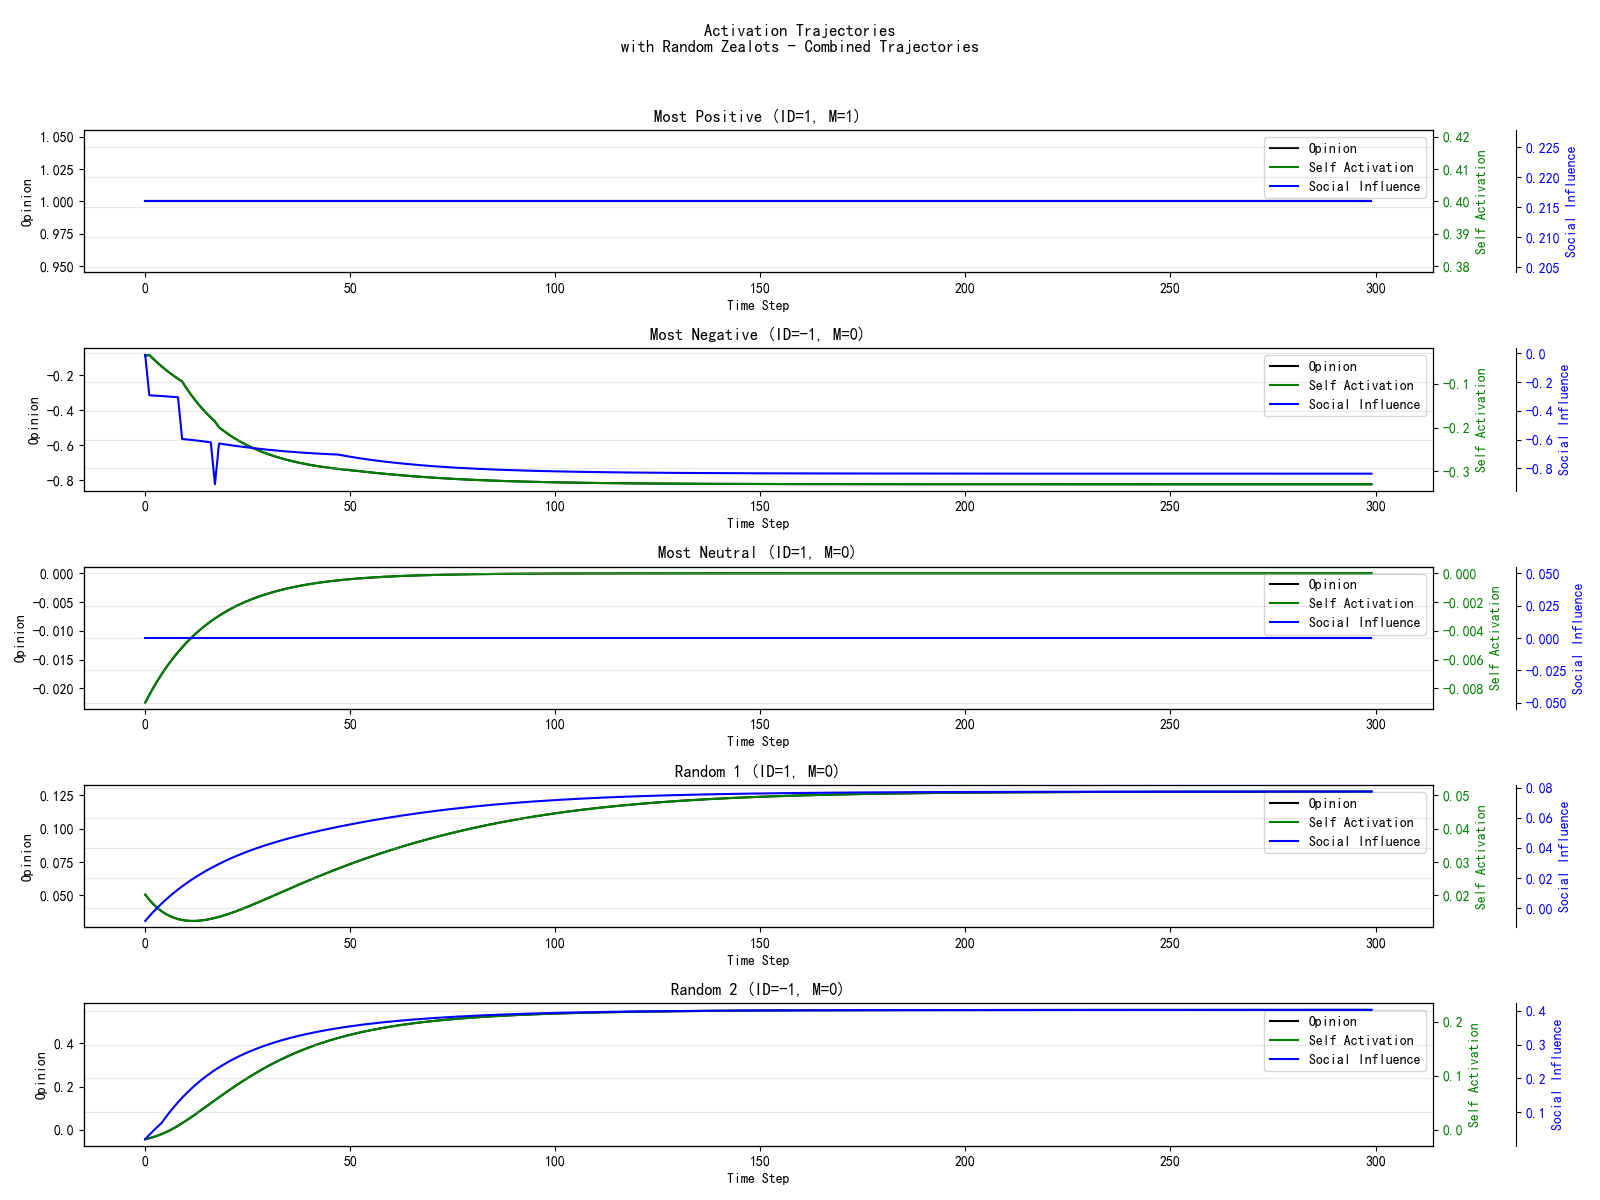 Activation Trajectories
with Random Zealots - Combined Trajectories
Most Positive (ID=1, M=1)
Opinion
1.050
1.025
1.000
0.975
0.950
Opinion
Self Activation
Social Influence
0.42
0.41
0.40
0.39
0.38
Self Activation
0.225
0.220
0.215
0.210
0.205
Social Influence
0 50 100 150 200 250 300
Time Step
Most Negative (ID=-1, M=0)
Opinion
-0.2
-0.4
-0.6
-0.8
Opinion
Self Activation
Social Influence
-0.1
-0.2
-0.3
Self Activation
0.0
-0.2
-0.4
-0.6
-0.8
Social Influence
0 50 100 150 200 250 300
Time Step
Most Neutral (ID=1, M=0)
Opinion
0.000
-0.005
-0.010
-0.015
-0.020
Opinion
Self Activation
Social Influence
0.000
-0.002
-0.004
-0.006
-0.008
Self Activation
0.050
0.025
0.000
-0.025
-0.050
Social Influence
0 50 100 150 200 250 300
Time Step
Random 1 (ID=1, M=0)
Opinion
0.125
0.100
0.075
0.050
Opinion
Self Activation
Social Influence
0.05
0.04
0.03
0.02
Self Activation
0.08
0.06
0.04
0.02
0.00
Social Influence
0 50 100 150 200 250 300
Time Step
Random 2 (ID=-1, M=0)
Opinion
0.4
0.2
0.0
Opinion
Self Activation
Social Influence
0.2
0.1
0.0
Self Activation
0.4
0.3
0.2
0.1
Social Influence
0 50 100 150 200 250 300
Time Step